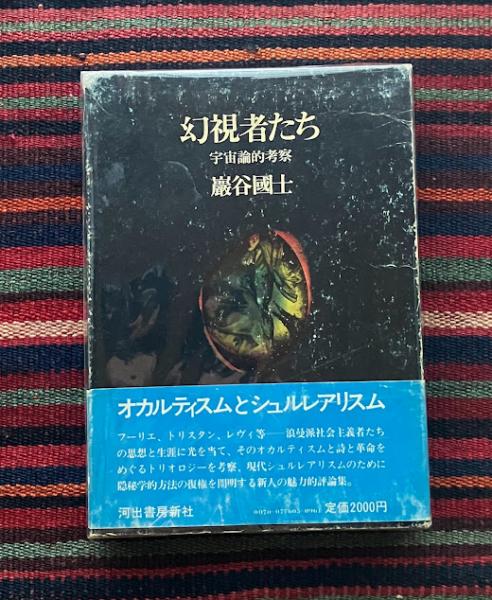 幻視者たち
宇宙論的考察
巖谷國士
オカルティスムとシュルレアリスム
フーリエ、トリスタン、レヴィ等——浪曼派社会主義者たち
の思想と生涯に光を当て、そのオカルティスムと詩と革命を
めぐるトリオロジーを考察、現代シュルレアリスムのために
隠秘学的方法の復権を闡明する新人の魅力的評論集。
河出書房新社
定価2000円